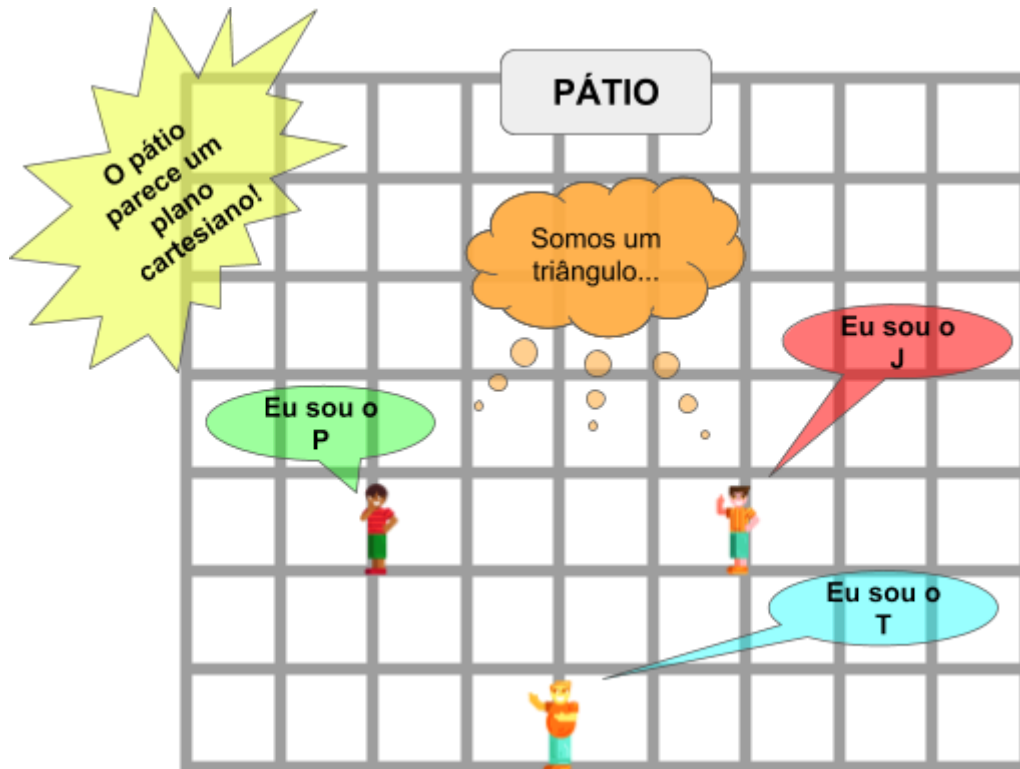 PÁTIO
O pátio
parece um
plano
cartesiano!
Somos um
triângulo...
Eu sou o
J
Eu sou o
P
Eu sou o
T